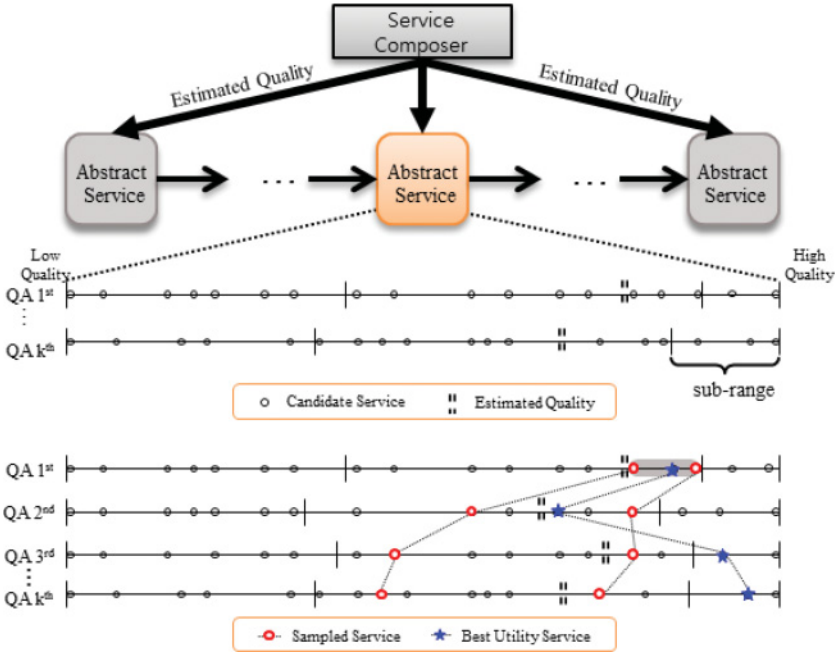 Service
Composer
Estimated Quality
Estimated Quality
Abstract
Service
...
Abstract
Service
...
Abstract
Service
Low
Quality
High
Quality
QA 1st
QA kth
sub-range
Candidate Service
Estimated Quality
QA 1st
QA 2nd
QA 3rd
QA kth
Sampled Service
Best Utility Service